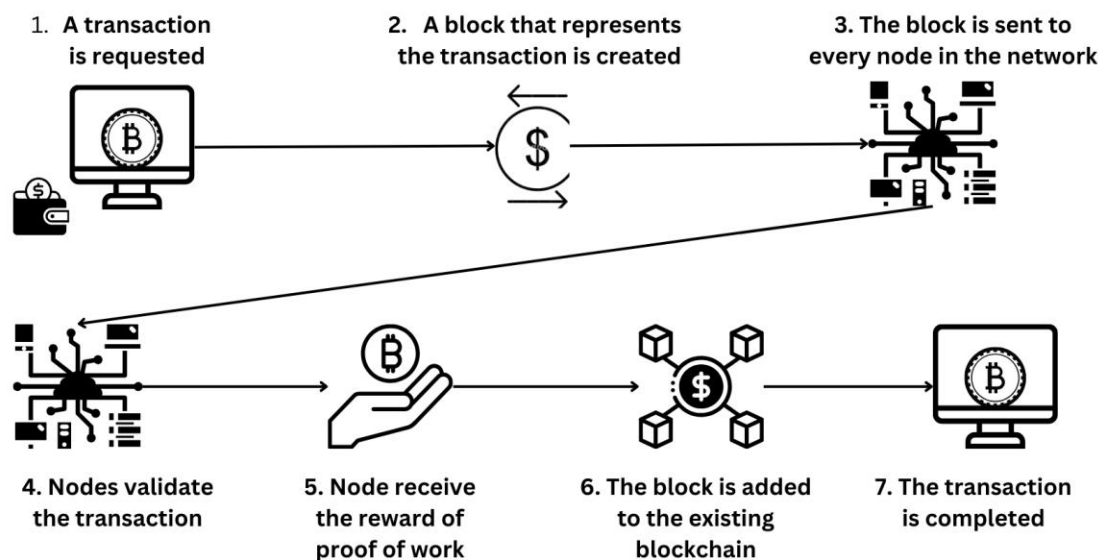 1. A transaction
is requested
2. A block that represents
the transaction is created
3. The block is sent to
every node in the network
4. Nodes validate
the transaction
5. Node receive
the reward of
proof of work
6. The block is added
to the existing
blockchain
7. The transaction
is completed